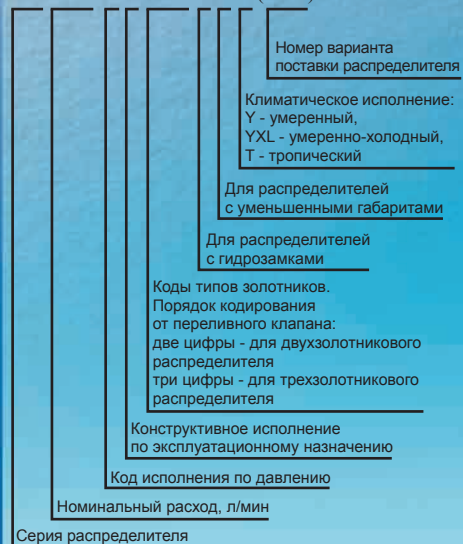 Номер варианта
поставки распределителя
Климатическое исполнение:
Y - умеренный,
YXL - умеренно-холодный,
T - тропический
Для распределителей
с уменьшенными габаритами
Для распределителей
с гидрозамками
Коды типов золотников.
Порядок кодирования
от переливного клапана:
две цифры - для двухзолотникового
распределителя
три цифры - для трехзолотникового
распределителя
Конструктивное исполнение
по эксплуатационному назначению
Код исполнения по давлению
Номинальный расход, л/мин
Серия распределителя